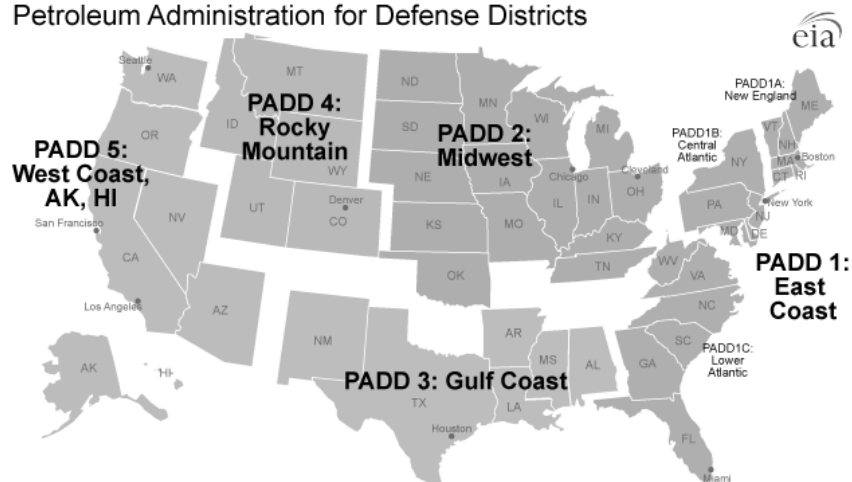 Petroleum Administration for Defense Districts
eia
Seattle
WA
OR
PADD 5:
West Coast,
AK, HI
San Francisco
NV
CA
Los Angeles
AZ
AK
HI
MT
PADD 4:
Rocky
Mountain
ID
WY
UT
Denver
CO
ND
SD
NE
KS
OK
MN
PADD 2:
Midwest
WI
MI
IA
Chicago
Cleveland
IL
IN
OH
MO
KY
TN
NM
AR
MS
AL
PADD 3: Gulf Coast
TX
LA
Houston
PADD1A:
New England
ME
VT
NH
MA
Boston
CT
RI
PADD1B:
Central
Atlantic
NY
PA
New York
NJ
MD
DE
WV
VA
PADD 1:
East
Coast
NC
SC
PADD1C:
Lower
Atlantic
GA
FL
Miami